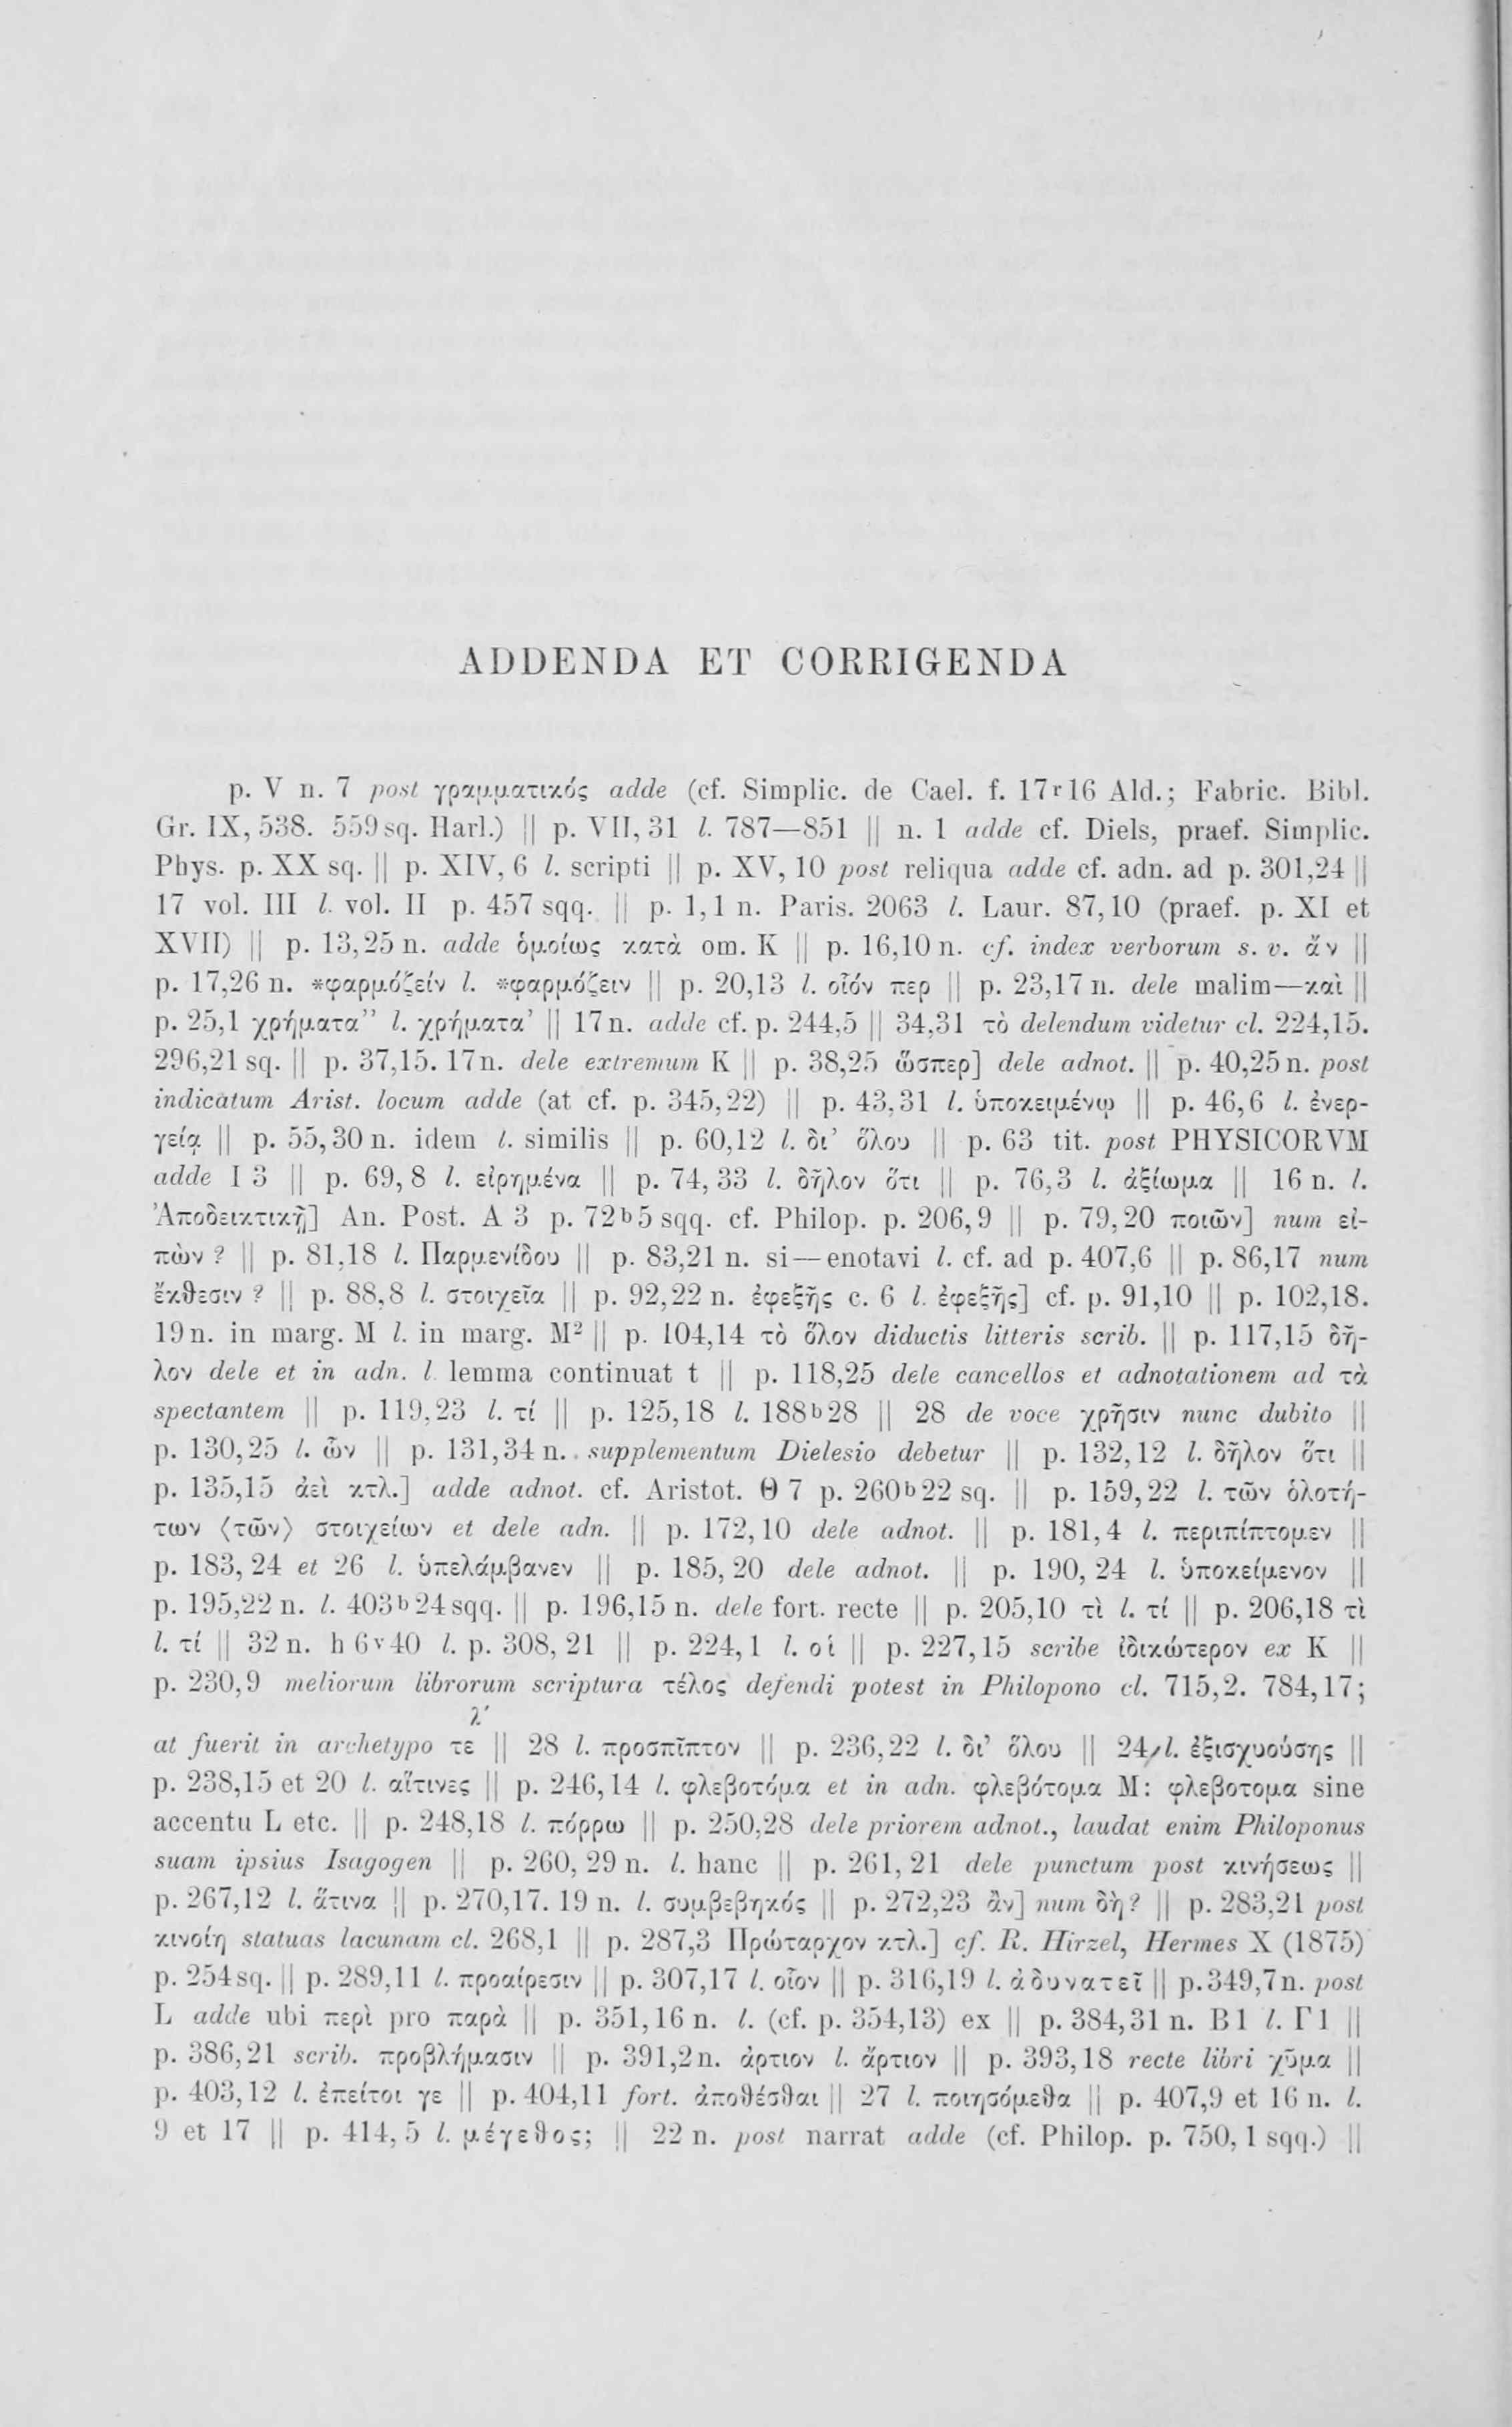 ADDENDA ET CORRIGENDA
p. V n. 7 post γραμματικός adde (cf. Simplic. de Cael. f. 17r16 Ald.; Fabric. Bibl.
Gr. IX, 538. 559sq. Harl.) || p. VII, 31 l. 787—851 || n. 1 adde cf. Diels, praef. Simplic.
Phys. p. XX sq. || p. XIV, 6 l. scripti || p. XV, 10 post reliqua adde cf. adn. ad p. 301,24 ||
17 vol. III l. vol. II p. 457 sqq. || p. 1,1 n. Paris. 2063 l. Laur. 87,10 (praef. p. XI et
XVII) || p. 13,25 n. adde ὁμοίως κατὰ om. K || p. 16,10 n. cf. index verborum s. v. ἄν ||
p. 17,26 n. *φαρμόζείν l. *φαρμόζειν || p. 20,13 l. οἷόν περ || p. 23,17 n. dele malim—καὶ ||
p. 25,1 χρήματα’’ l. χρήματα’ || 17 n. adde cf. p. 244,5 || 34,31 τὸ delendum videtur cl. 224,15.
296,21 sq. || p. 37,15. 17 n. dele extremum K || p. 38,25 ὥσπερ] dele adnot. || p. 40,25 n. post
indicatum Arist. locum adde (at cf. p. 345,22) || p. 43,31 l. ὑποκειμένῳ || p. 46,6 l. ἐνερ-
γείᾳ || p. 55,30 n. idem l. similis || p. 60,12 l. δι’ ὅλου || p. 63 tit. post PHYSICORVM
adde I 3 || p. 69, 8 l. εἰρημένα || p. 74, 33 l. δῆλον ὅτι || p. 76,3 l. ἀξίωμα || 16 n. l.
Ἀποδεικτικῇ] An. Post. A 3 p. 72b5 sqq. cf. Philop. p. 206, 9 || p. 79, 20 ποιῶν] num εἰ-
πὼν ? || p. 81,18 l. Παρμενίδου || p. 83,21 n. si—enotavi l. cf. ad p. 407,6 || p. 86,17 num
ἔκθεσιν ? || p. 88,8 l. στοιχεῖα || p. 92,22 n. ἐφεξῆς c. 6 l. ἐφεξῆς] cf. p. 91,10 || p. 102,18.
19 n. in marg. M l. in marg. M² || p. 104,14 τὸ ὅλον diductis litteris scrib. || p. 117,15 δῆ-
λον dele et in adn. l. lemma continuat t || p. 118,25 dele cancellos et adnotationem ad τὰ
spectantem || p. 119,23 l. τί || p. 125,18 l. 188b28 || 28 de voce χρῆσιν nunc dubito ||
p. 130,25 l. ὧν || p. 131,34 n. supplementum Dielesio debetur || p. 132,12 l. δῆλον ὅτι ||
p. 135,15 ἀεὶ κτλ.] adde adnot. cf. Aristot. Θ 7 p. 260b22 sq. || p. 159, 22 l. τῶν ὁλοτή-
των ⟨τῶν⟩ στοιχείων et dele adn. || p. 172, 10 dele adnot. || p. 181, 4 l. περιπίπτομεν ||
p. 183, 24 et 26 l. ὑπελάμβανεν || p. 185, 20 dele adnot. || p. 190, 24 l. ὑποκείμενον ||
p. 195,22 n. l. 403b24 sqq. || p. 196,15 n. dele fort. recte || p. 205,10 τὶ l. τί || p. 206,18 τὶ
l. τί || 32 n. h 6v40 l. p. 308, 21 || p. 224, 1 l. οἱ || p. 227,15 scribe ἰδικώτερον ex K ||
p. 230,9 meliorum librorum scriptura τέλος defendi potest in Philopono cl. 715,2. 784,17;
λ´
at fuerit in archetypo τε || 28 l. προσπῖπτον || p. 236,22 l. δι’ ὅλου || 24 l. ἐξισχυούσης ||
p. 238,15 et 20 l. αἵτινες || p. 246, 14 l. φλεβοτόμα et in adn. φλεβότομα M: φλεβοτομα sine
accentu L etc. || p. 248,18 l. πόρρω || p. 250,28 dele priorem adnot., laudat enim Philoponus
suam ipsius Isagogen || p. 260, 29 n. l. hanc || p. 261, 21 dele punctum post κινήσεως ||
p. 267,12 l. ἅτινα || p. 270,17. 19 n. l. συμβεβηκός || p. 272,23 ἂν] num δὴ? || p. 283,21 post
κινοίη statuas lacunam cl. 268,1 || p. 287,3 Πρώταρχον κτλ.] cf. R. Hirzel, Hermes X (1875)
p. 254 sq. || p. 289,11 l. προαίρεσιν || p. 307,17 l. οἷον || p. 316,19 l. ἀδυνατεῖ || p. 349,7 n. post
L adde ubi περὶ pro παρὰ || p. 351, 16 n. l. (cf. p. 354,13) ex || p. 384, 31 n. B 1 l. Γ 1 ||
p. 386, 21 scrib. προβλήμασιν || p. 391,2 n. ἀρτιον l. ἄρτιον || p. 393, 18 recte libri χῦμα ||
p. 403,12 l. ἐπείτοι γε || p. 404,11 fort. ἀποθέσθαι || 27 l. ποιησόμεθα || p. 407,9 et 16 n. l.
9 et 17 || p. 414, 5 l. μέγεθος; || 22 n. post narrat adde (cf. Philop. p. 750, 1 sqq.) ||